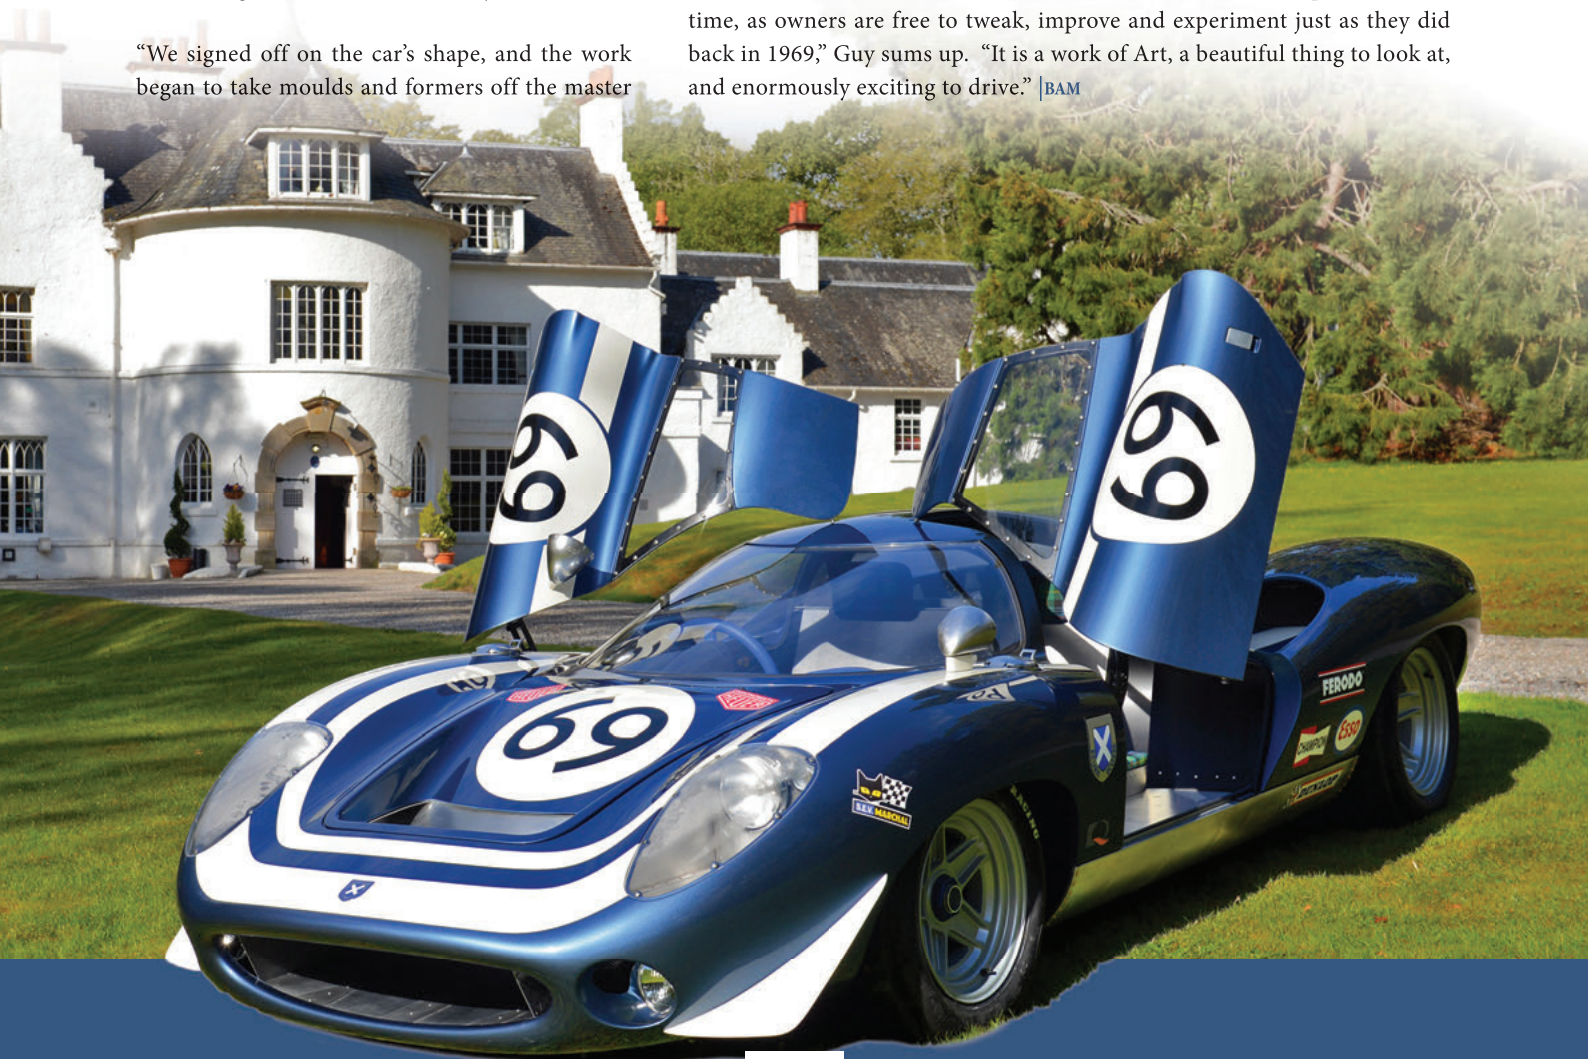 “We signed off on the car’s shape, and the work
began to take moulds and formers off the master
time, as owners are free to tweak, improve and experiment just as they did
back in 1969,” Guy sums up. “It is a work of Art, a beautiful thing to look at,
and enormously exciting to drive.” |BAM
69
69
HEUER
HEUER
69
S.E.V. MARCHAL
RACING
FERODO
CHAMPION
ESSO
DUNLOP